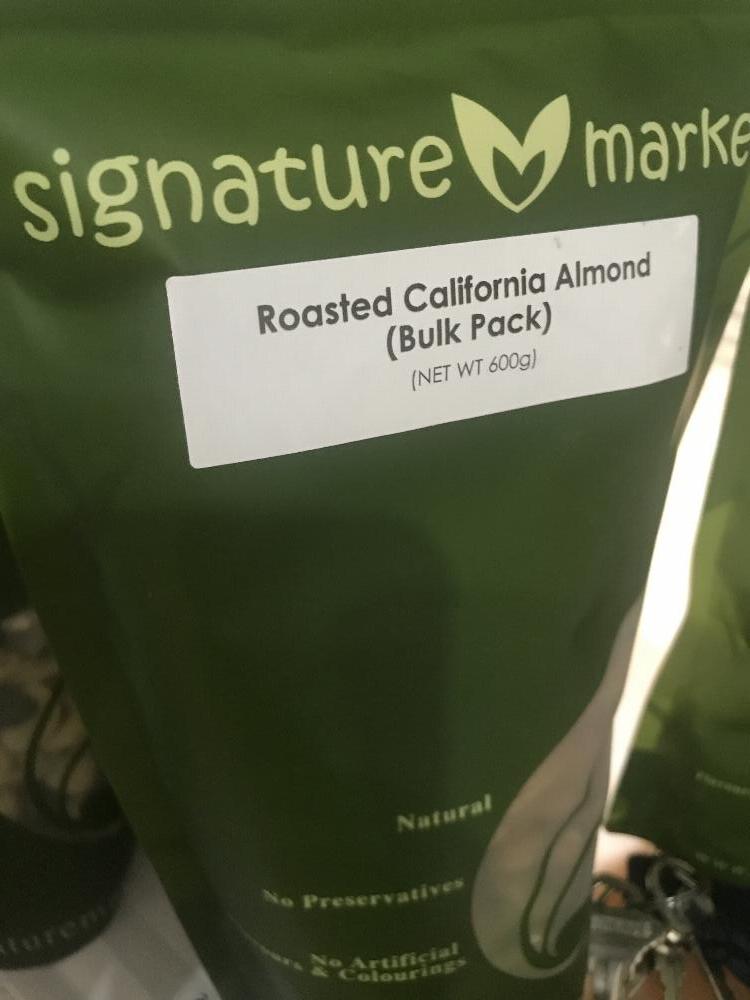 signature marke
Roasted California Almond
(Bulk Pack)
(NET WT 600g)
Natural
No Preservatives
No Artificial
& Colourings